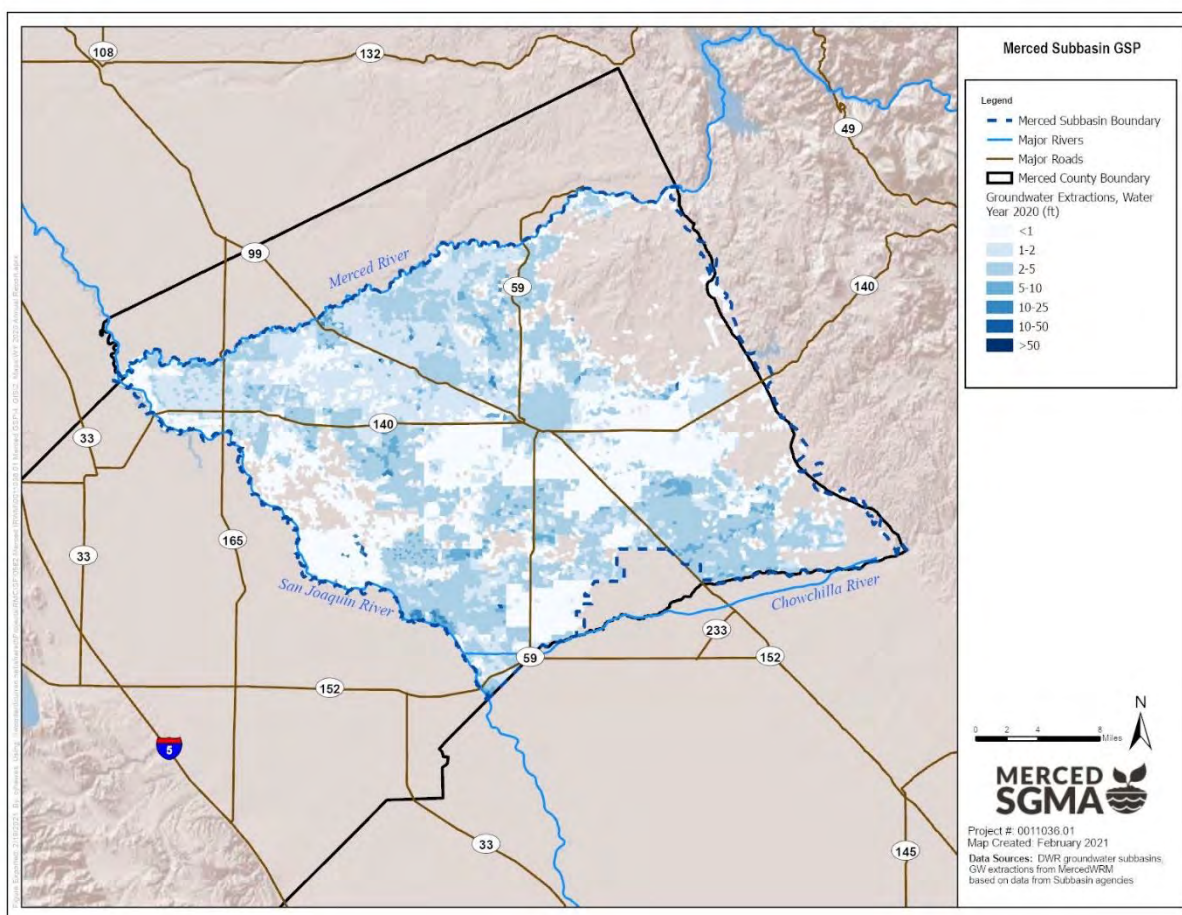 Merced Subbasin GSP
Legend
Merced Subbasin Boundary
Major Rivers
Major Roads
Merced County Boundary
Groundwater Extractions, Water
Year 2020 (ft)
<1
1-2
2-5
5-10
10-25
10-50
>50
108
132
49
99
Merced River
59
140
140
33
165
33
San Joaquin River
Chowchilla River
233
59
152
152
5
33
145
N
0 2 4 8
Miles
MERCED
SGMA
Project #: 0011036.01
Map Created: February 2021
Data Sources: DWR groundwater subbasins,
GW extractions from MercedWRM
based on data from Subbasin agencies